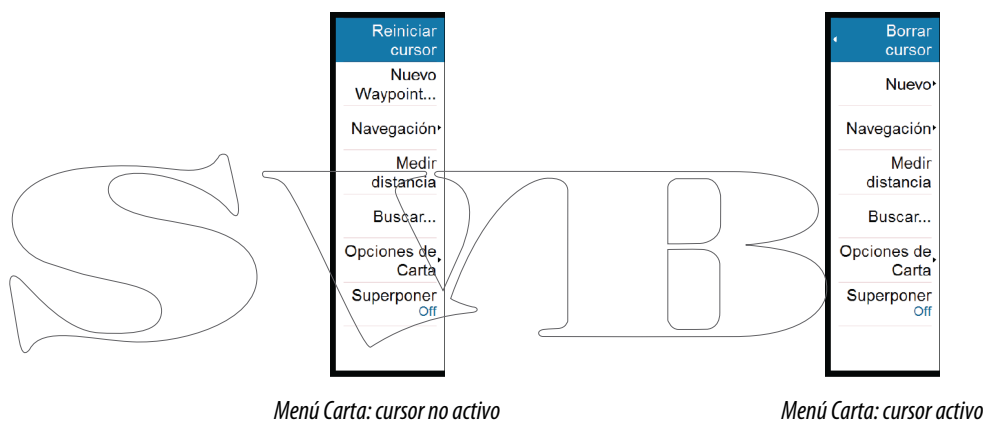 Reiniciar
cursor
Nuevo
Waypoint...
Navegación
Medir
distancia
Buscar...
Opciones de
Carta
Superponer
Off
Menú Carta: cursor no activo
Borrar
cursor
Nuevo
Navegación
Medir
distancia
Buscar...
Opciones de
Carta
Superponer
Off
Menú Carta: cursor activo
SVB